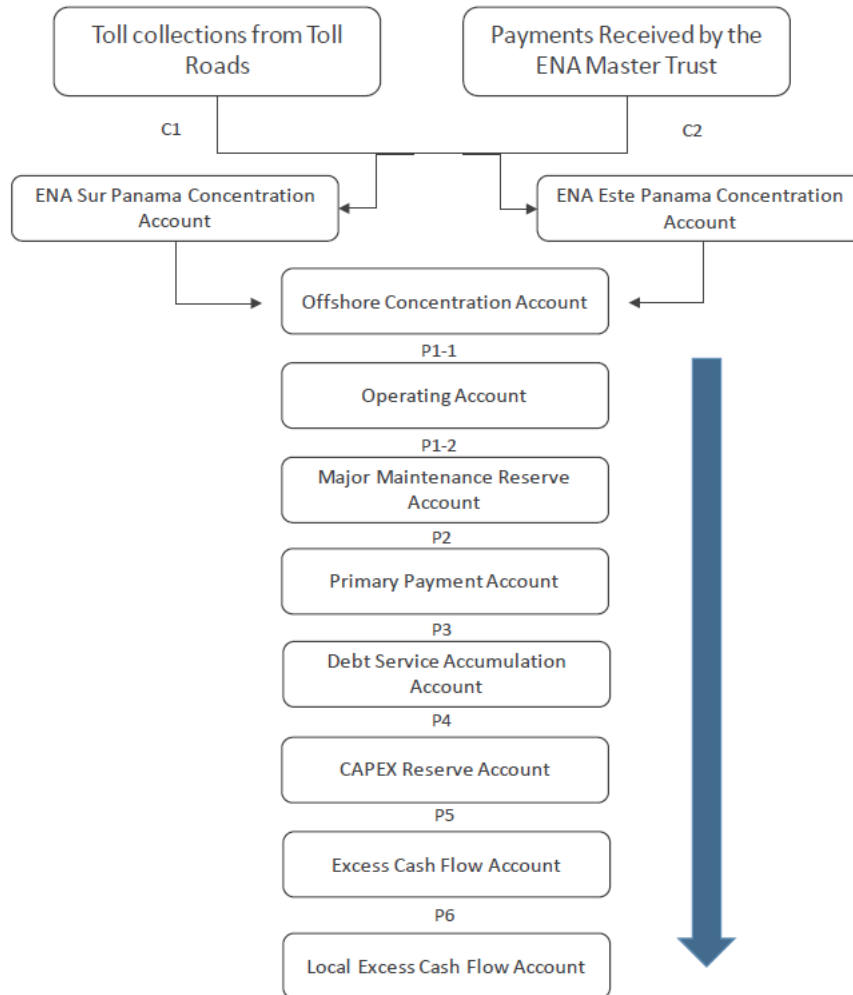 Toll collections from Toll
Roads
Payments Received by the
ENA Master Trust
C1
C2
ENA Sur Panama Concentration
Account
ENA Este Panama Concentration
Account
Offshore Concentration Account
P1-1
Operating Account
P1-2
Major Maintenance Reserve
Account
P2
Primary Payment Account
P3
Debt Service Accumulation
Account
P4
CAPEX Reserve Account
P5
Excess Cash Flow Account
P6
Local Excess Cash Flow Account